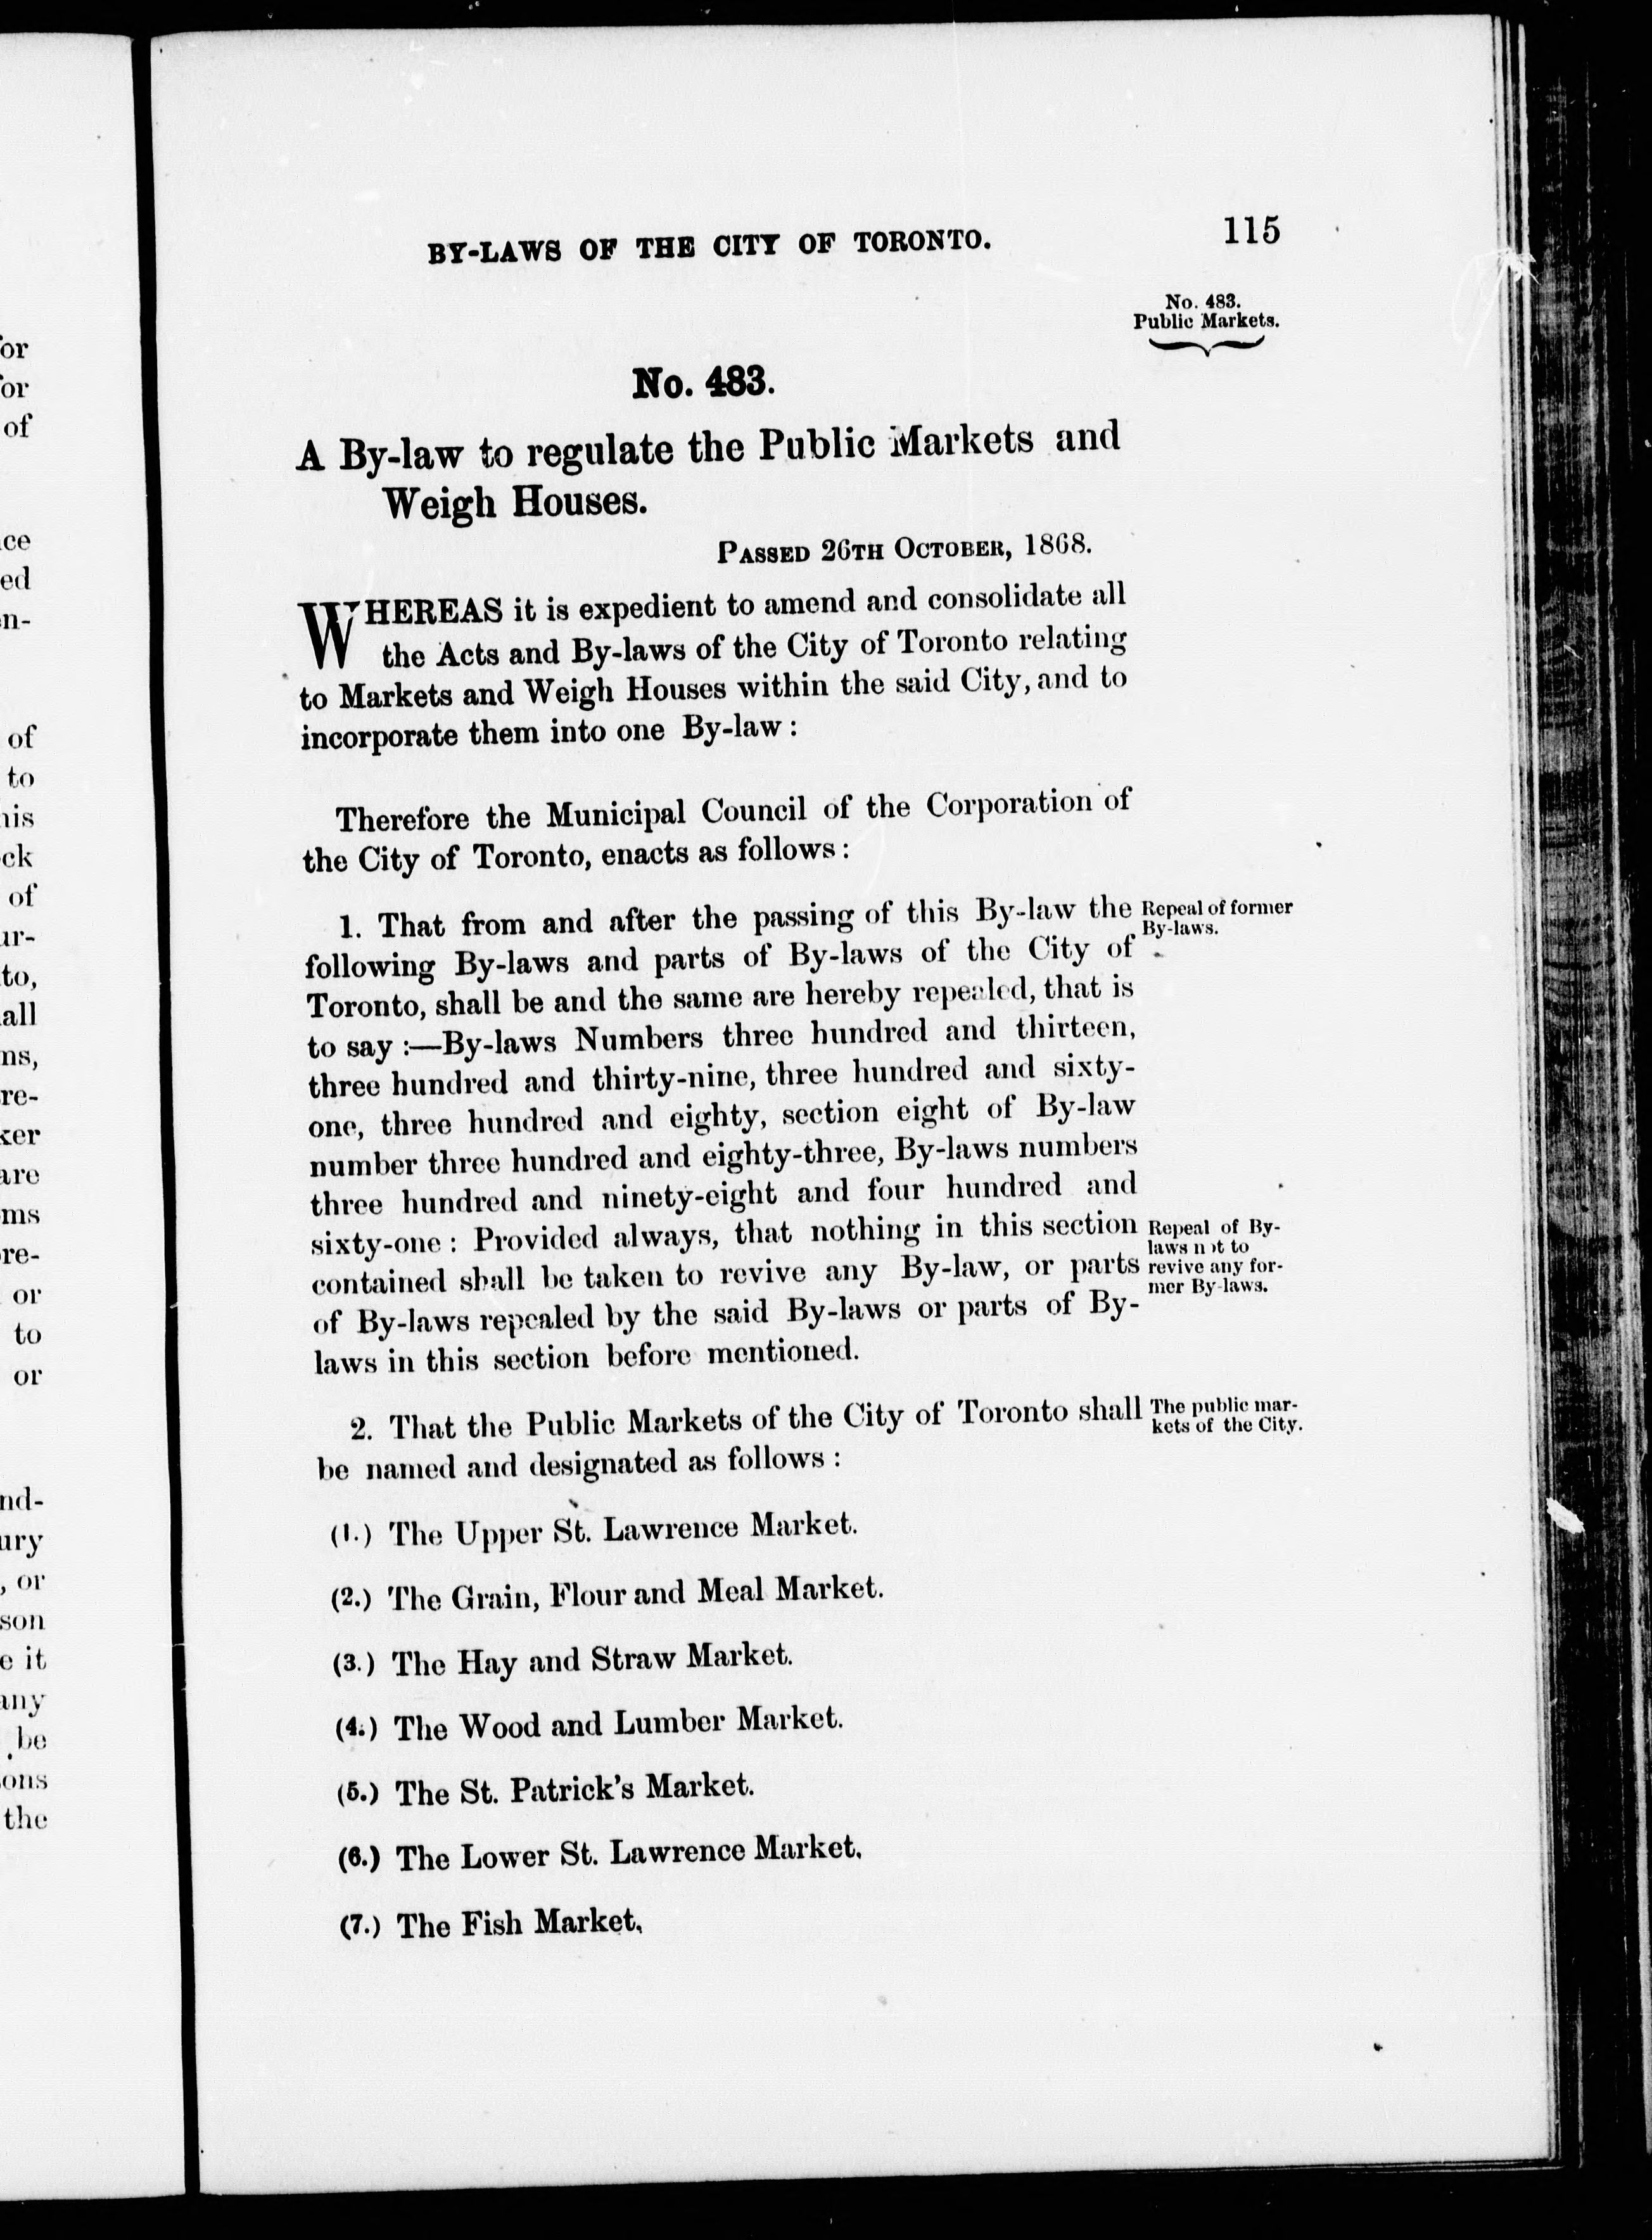 BY-LAWS OF THE CITY OF TORONTO. 115
No. 483.
Public Markets.
No. 483.
A By-law to regulate the Public Markets and
Weigh Houses.
PASSED 26TH OCTOBER, 1868.
WHEREAS it is expedient to amend and consolidate all
the Acts and By-laws of the City of Toronto relating
to Markets and Weigh Houses within the said City, and to
incorporate them into one By-law:
Therefore the Municipal Council of the Corporation of
the City of Toronto, enacts as follows:
1. That from and after the passing of this By-law the
Repeal of former
By-laws.
following By-laws and parts of By-laws of the City of
Toronto, shall be and the same are hereby repealed, that is
to say :—By-laws Numbers three hundred and thirteen,
three hundred and thirty-nine, three hundred and sixty-
one, three hundred and eighty, section eight of By-law
number three hundred and eighty-three, By-laws numbers
three hundred and ninety-eight and four hundred and
sixty-one: Provided always, that nothing in this section
contained shall be taken to revive any By-law, or parts
of By-laws repealed by the said By-laws or parts of By-
laws in this section before mentioned.
Repeal of By-
laws not to
revive any for-
mer By-laws.
2. That the Public Markets of the City of Toronto shall
be named and designated as follows:
The public mar-
kets of the City.
(1.) The Upper St. Lawrence Market.
(2.) The Grain, Flour and Meal Market.
(3.) The Hay and Straw Market.
(4.) The Wood and Lumber Market.
(5.) The St. Patrick's Market.
(6.) The Lower St. Lawrence Market.
(7.) The Fish Market.